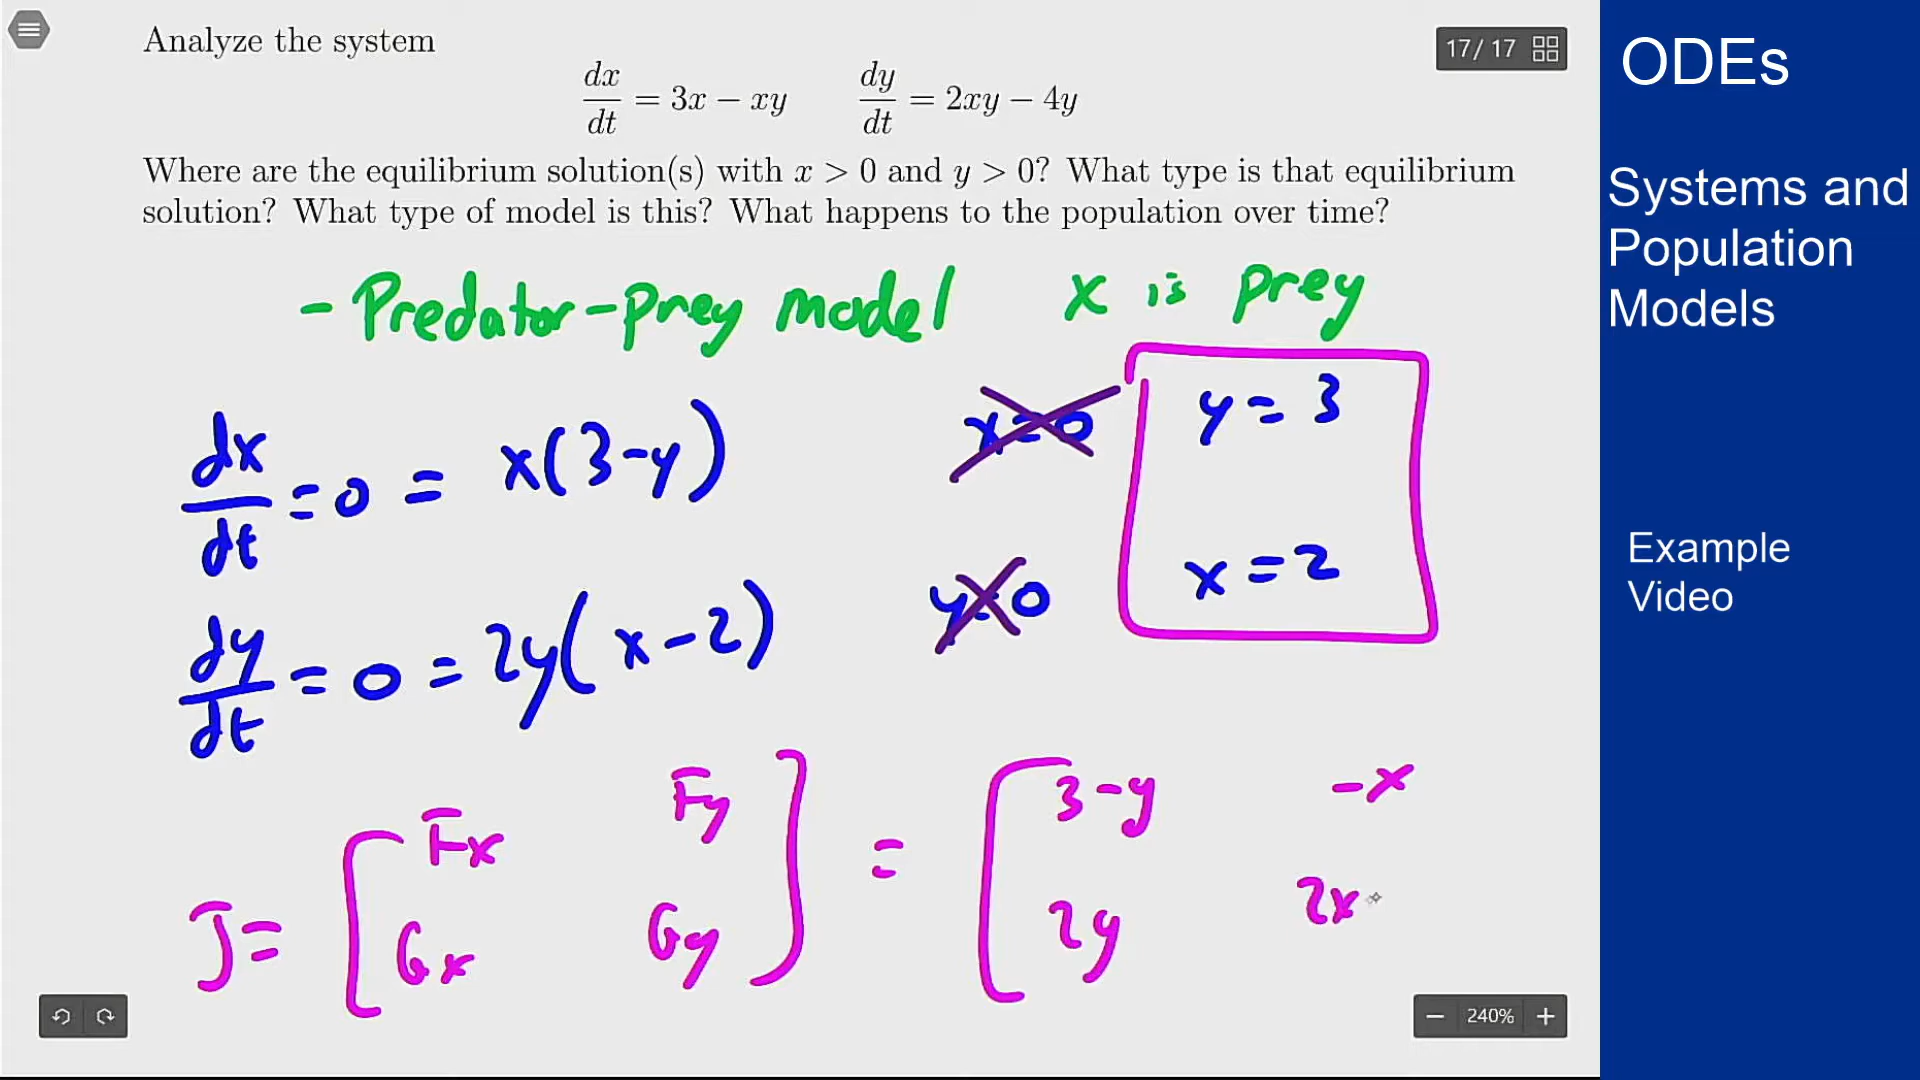 Analyze the system
17/ 17
dx/dt = 3x − xy dy/dt = 2xy − 4y
Where are the equilibrium solution(s) with x > 0 and y > 0? What type is that equilibrium
solution? What type of model is this? What happens to the population over time?
- Predator-prey model x is prey
dx/dt = 0 = x(3-y) x=0 y = 3
dy/dt = 0 = 2y(x-2) y=0 x = 2
J = [Fx Fy
Gx Gy] = [3-y -x
2y 2x
240%
ODEs
Systems and
Population
Models
Example
Video